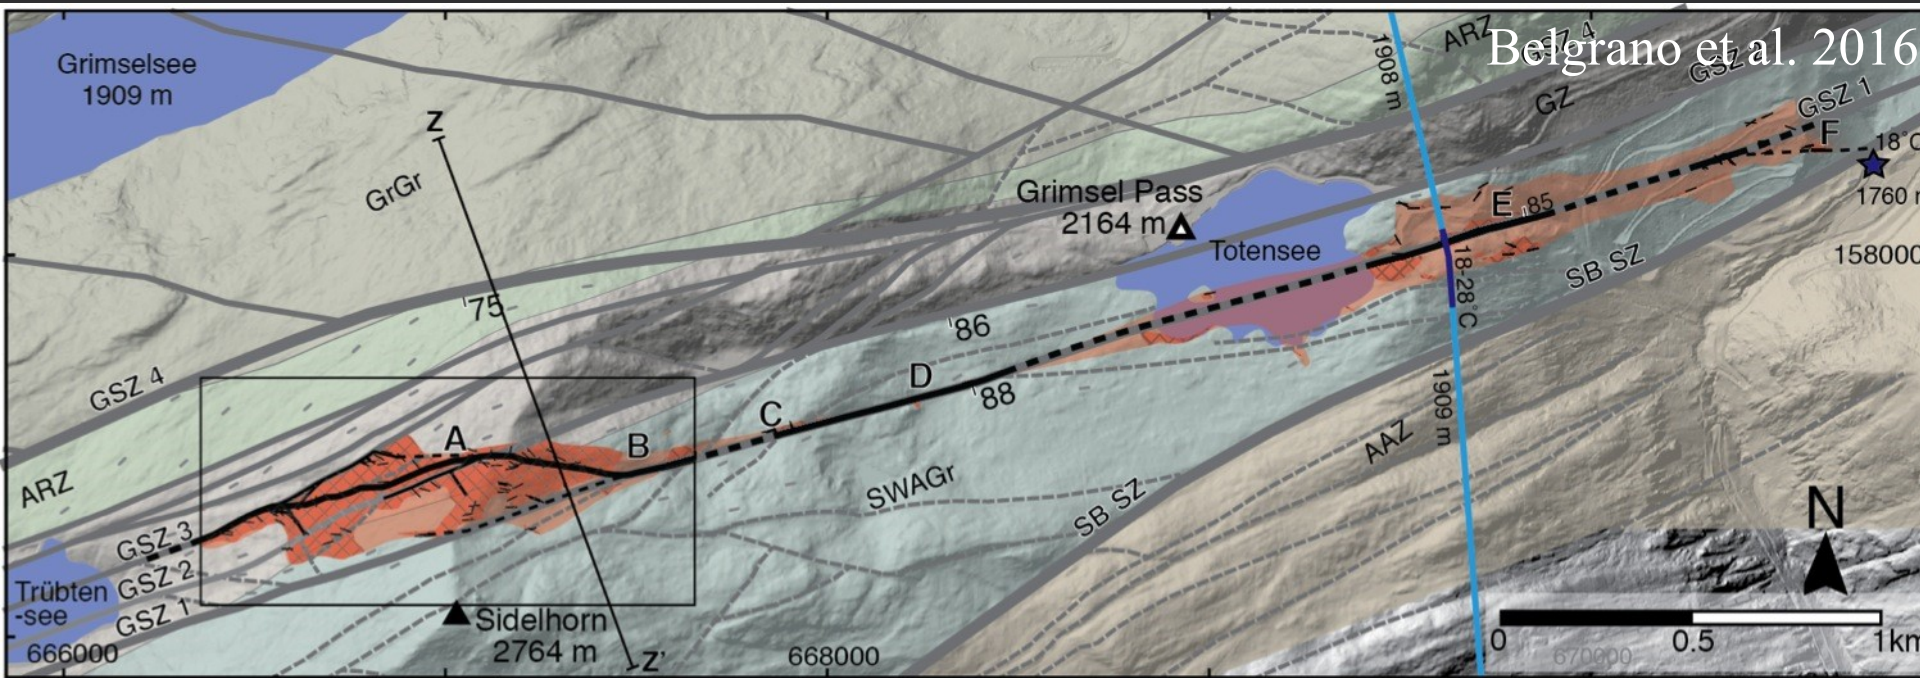 Belgrano et al. 2016
Grimselsee
1909 m
Z
GrGr
ARZ
GSZ 4
GZ
GSZ 1
F
18°C
1760 m
1908 m
Grimsel Pass
2164 m
Totensee
E
85
18-28°C
SB SZ
158000
75
86
D
88
C
GSZ 4
A
B
ARZ
SWAGr
SB SZ
1909 m
AAZ
N
GSZ 3
GSZ 2
GSZ 1
Trübten
-see
Sidelhorn
2764 m
Z'
666000
668000
670000
0
0.5
1km